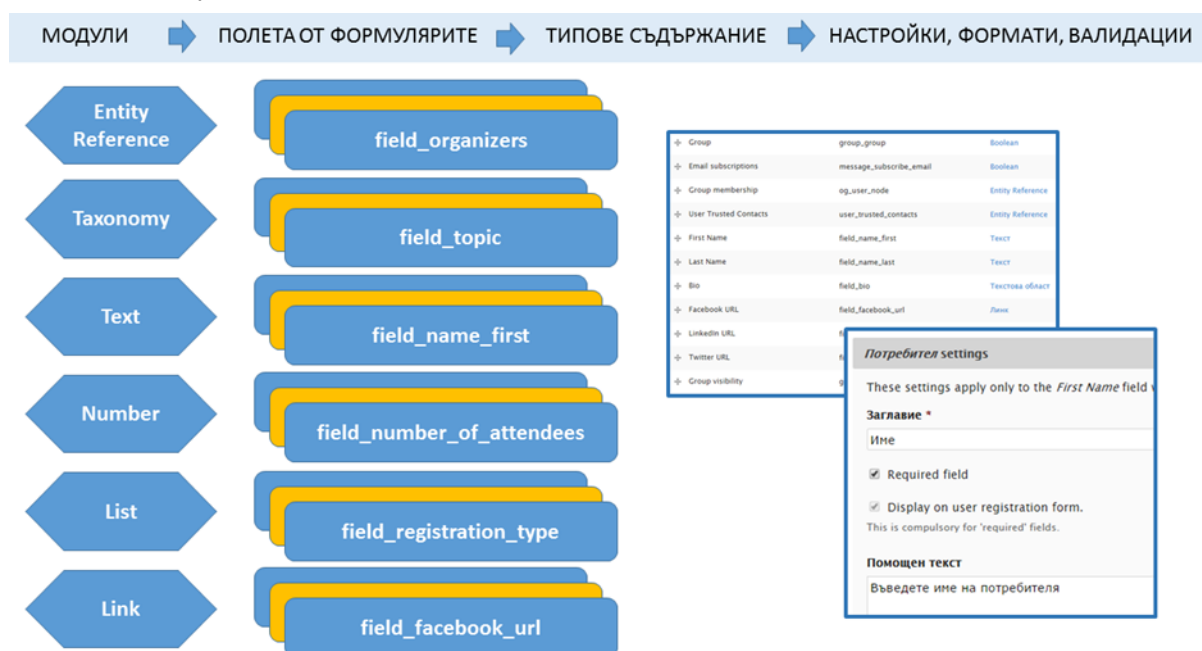 МОДУЛИ
ПОЛЕТА ОТ ФОРМУЛЯРИТЕ
ТИПОВЕ СЪДЪРЖАНИЕ
НАСТРОЙКИ, ФОРМАТИ, ВАЛИДАЦИИ
Entity
Reference
field_organizers
Taxonomy
field_topic
Text
field_name_first
Number
field_number_of_attendees
List
field_registration_type
Link
field_facebook_url
Group group_group Boolean
Email subscriptions message_subscribe_email Boolean
Group membership og_user_node Entity Reference
User Trusted Contacts user_trusted_contacts Entity Reference
First Name field_name_first Текст
Last Name field_name_last Текст
Bio field_bio Текстова област
Facebook URL field_facebook_url Линк
LinkedIn URL
Twitter URL
Group visibility
Потребител settings
These settings apply only to the First Name field
Заглавие *
Име
Required field
Display on user registration form.
This is compulsory for 'required' fields.
Помощен текст
Въведете име на потребителя